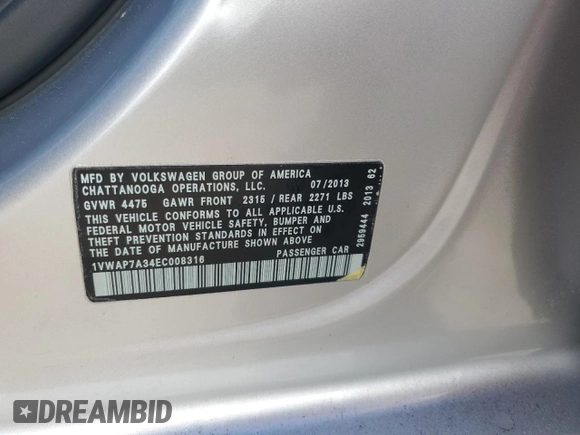 MFD BY VOLKSWAGEN GROUP OF AMERICA
CHATTANOOGA OPERATIONS, LLC. 07/2013
GVWR 4475 GAWR FRONT 2315 / REAR 2271 LBS
THIS VEHICLE CONFORMS TO ALL APPLICABLE U.S.
FEDERAL MOTOR VEHICLE SAFETY, BUMPER AND
THEFT PREVENTION STANDARDS IN EFFECT ON
THE DATE OF MANUFACTURE SHOWN ABOVE.
1VWAP7A34EC008316 PASSENGER CAR
2959444 2013 62
DREAMBID